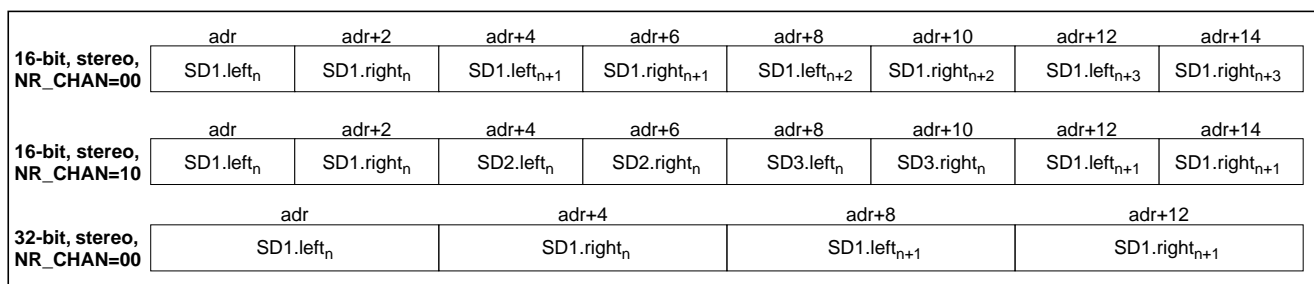 adr adr+2 adr+4 adr+6 adr+8 adr+10 adr+12 adr+14
16-bit, stereo,
NR_CHAN=00
SD1.leftn SD1.rightn SD1.leftn+1 SD1.rightn+1 SD1.leftn+2 SD1.rightn+2 SD1.leftn+3 SD1.rightn+3
adr adr+2 adr+4 adr+6 adr+8 adr+10 adr+12 adr+14
16-bit, stereo,
NR_CHAN=10
SD1.leftn SD1.rightn SD2.leftn SD2.rightn SD3.leftn SD3.rightn SD1.leftn+1 SD1.rightn+1
adr adr+4 adr+8 adr+12
32-bit, stereo,
NR_CHAN=00
SD1.leftn SD1.rightn SD1.leftn+1 SD1.rightn+1